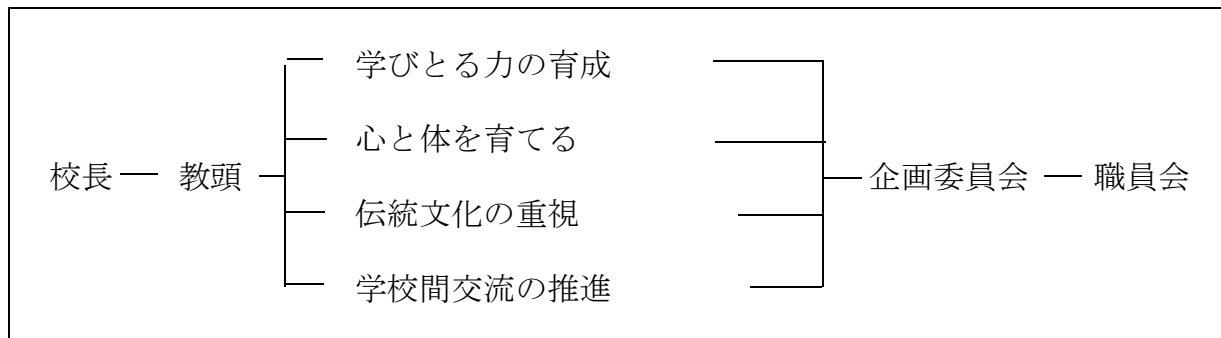 学びとる力の育成
心と体を育てる
校長 教頭 企画委員会 職員会
伝統文化の重視
学校間交流の推進